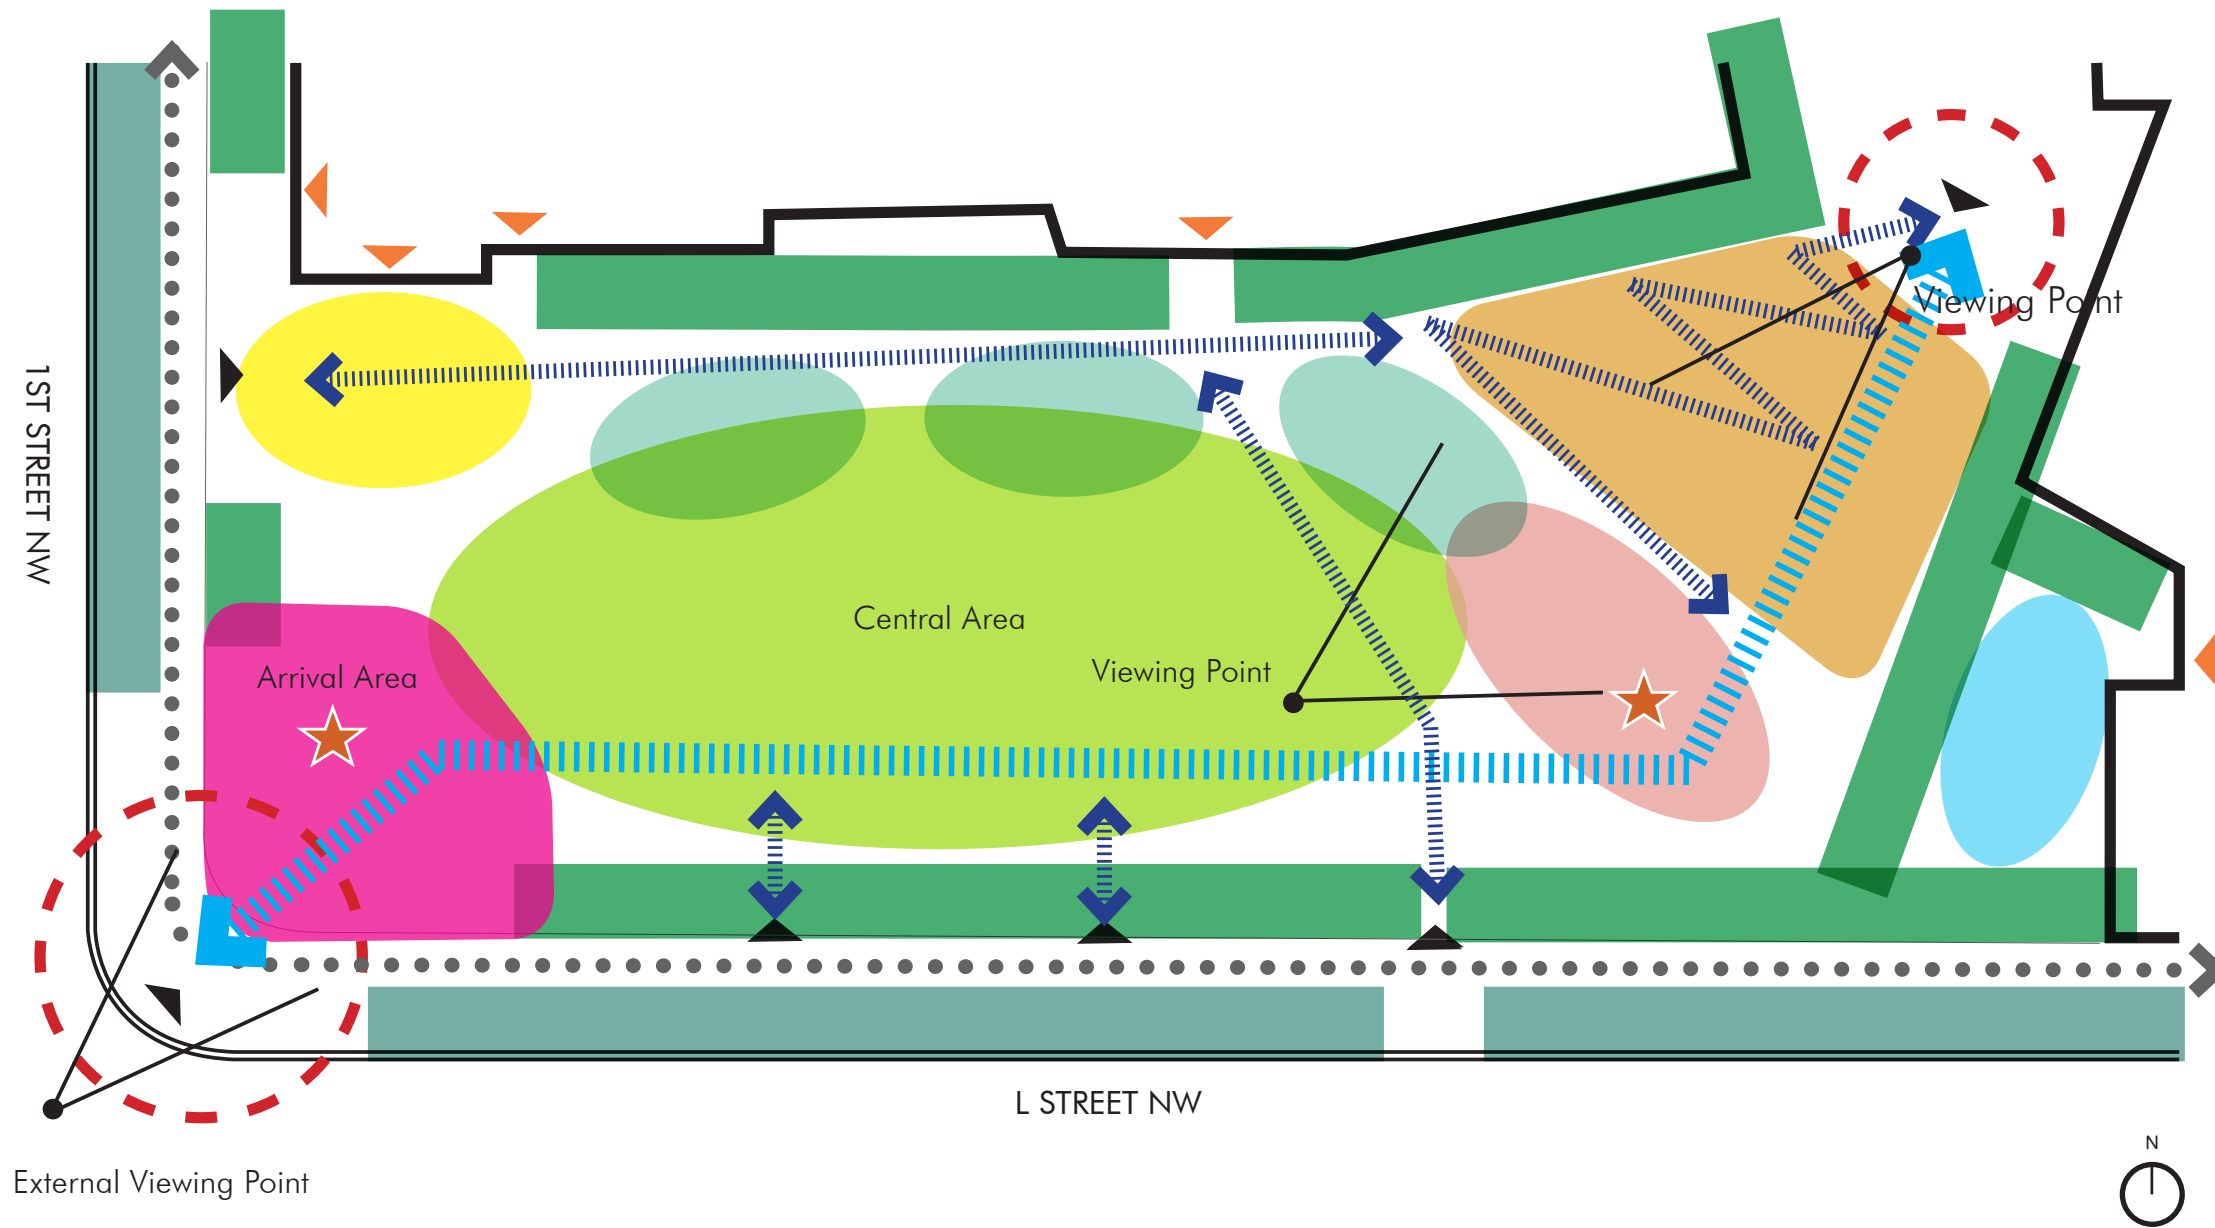 Viewing Point
1ST STREET NW
Central Area
Viewing Point
Arrival Area
L STREET NW
N
External Viewing Point